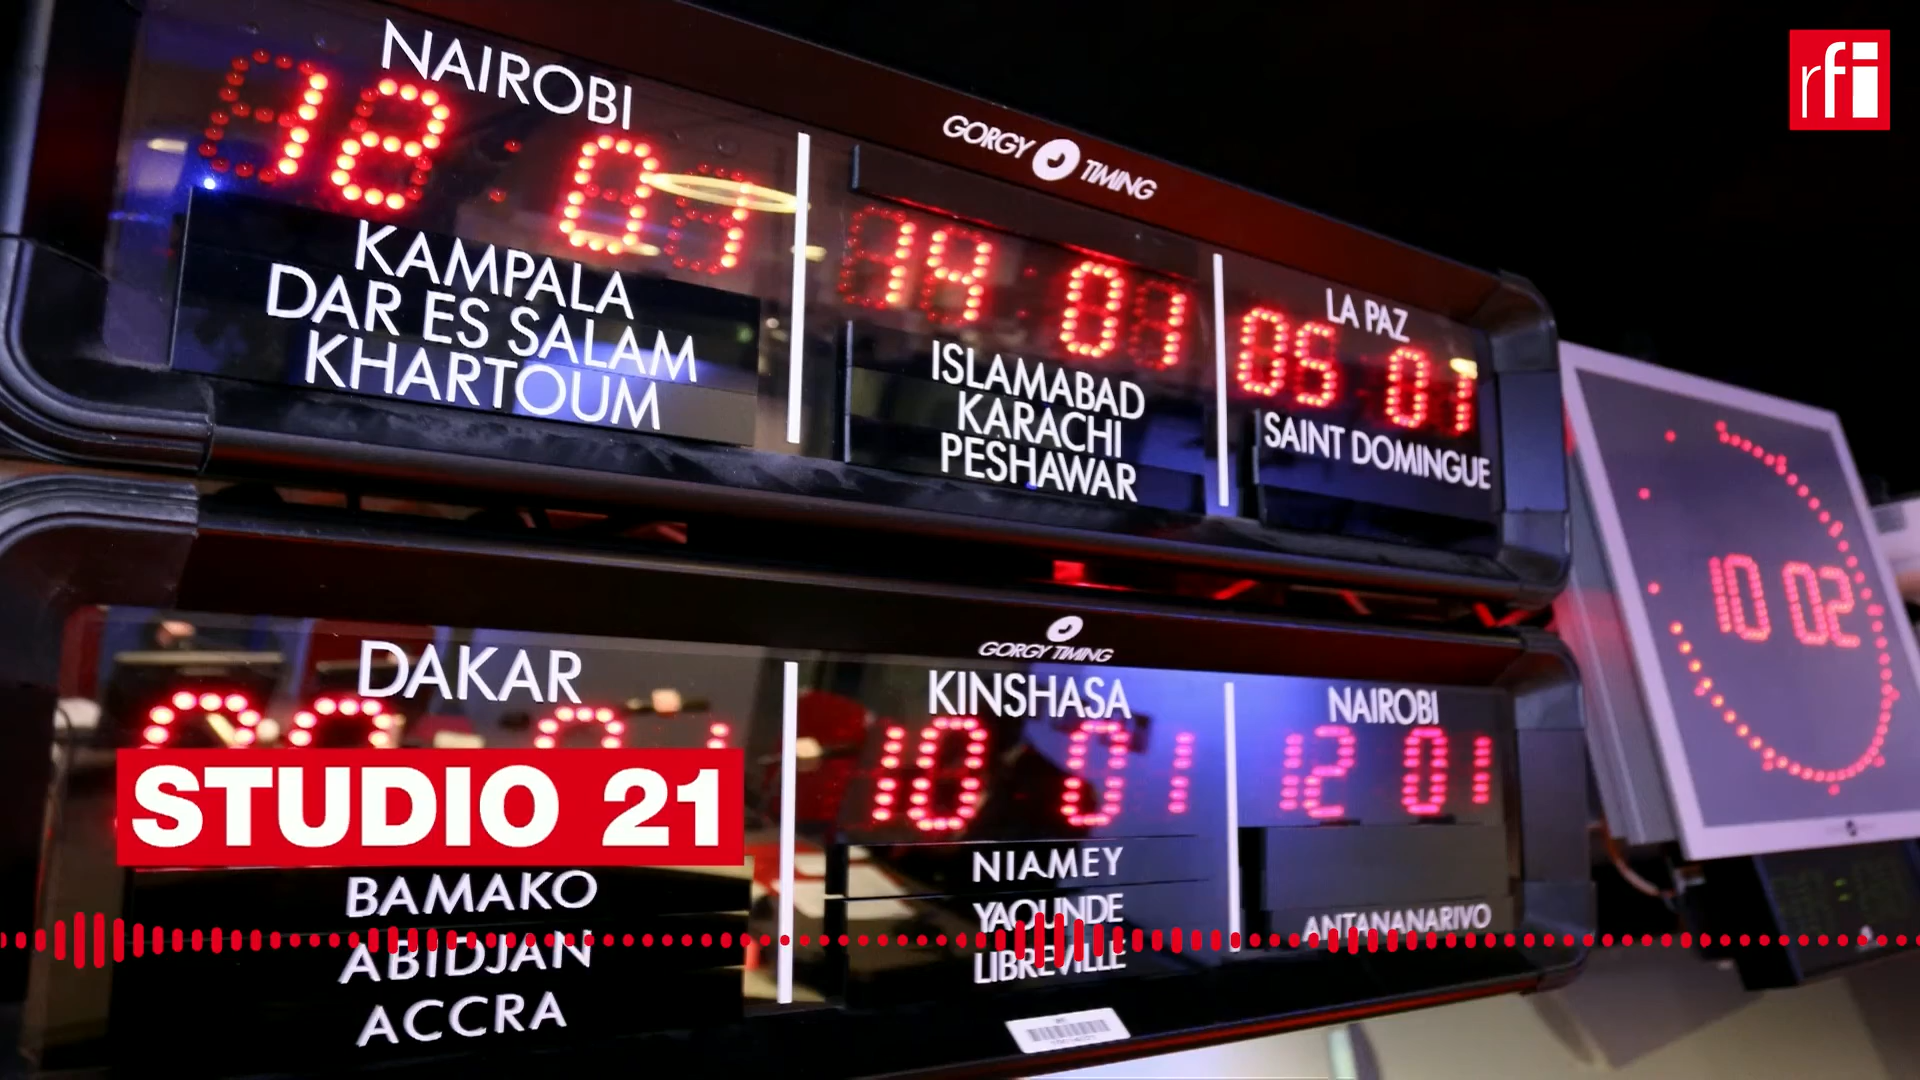 rfi
NAIROBI
12:01
KAMPALA
DAR ES SALAM
KHARTOUM
GORGY TIMING
14 01
ISLAMABAD
KARACHI
PESHAWAR
LA PAZ
05 01
SAINT DOMINGUE
10 02
GORGY TIMING
DAKAR
STUDIO 21
BAMAKO
ABIDJAN
ACCRA
KINSHASA
10 01
NIAMEY
YAOUNDE
LIBREVILLE
NAIROBI
12 01
ANTANANARIVO